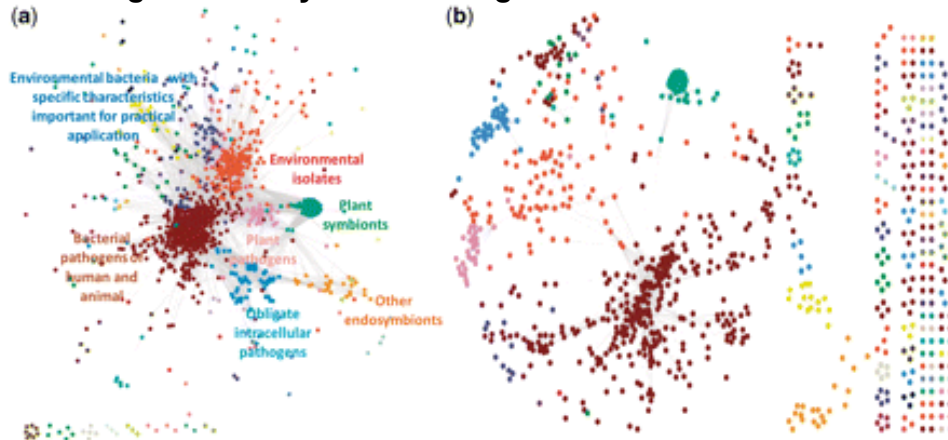 (a)
(b)
Environmental bacteria with
specific characteristics
important for practical
application
Environmental
isolates
Plant
symbionts
Plant
pathogens
Bacterial
pathogens of
human and
animal
Obligate
intracellular
pathogens
Other
endosymbionts